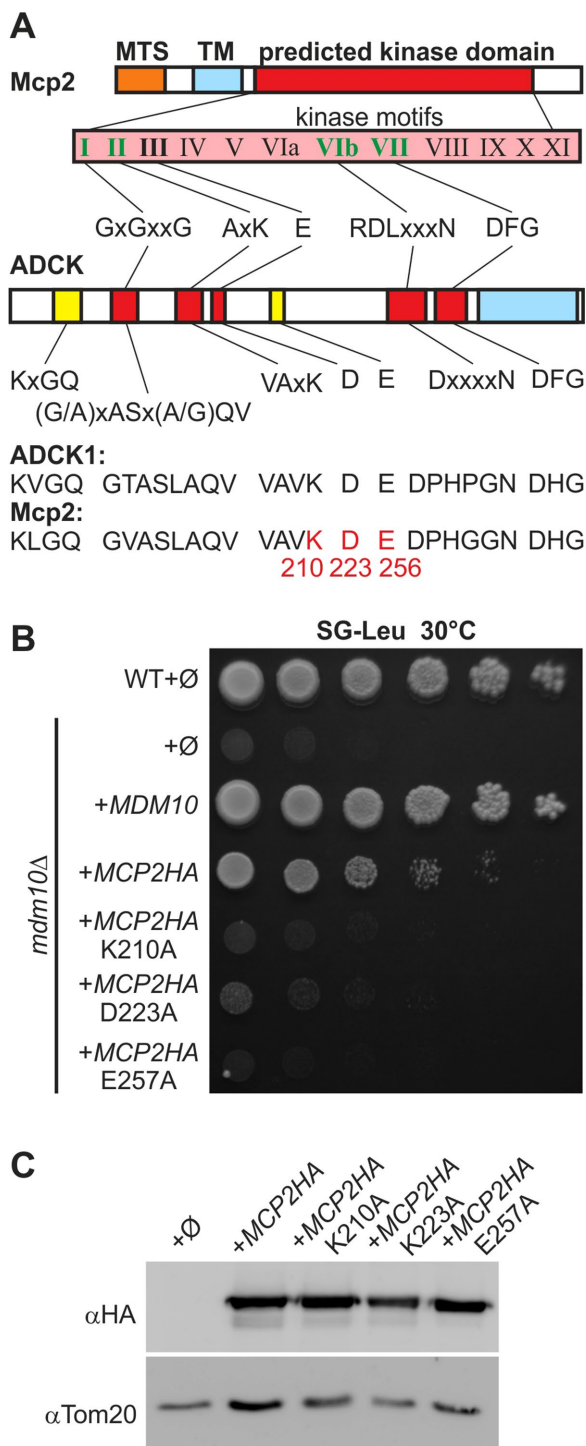 A
MTS TM predicted kinase domain
Mcp2
kinase motifs
I II III IV V VIa VIb VII VIII IX X XI
GxGxxG AxK E RDLxxxN DFG
ADCK
KxGQ VAxK D E DxxxxN DFG
(G/A)xASx(A/G)QV
ADCK1:
KVGQ GTASLAQV VAVK D E DPHPGN DHG
Mcp2:
KLGQ GVASLAQV VAVK D E DPHGGN DHG
210 223 256
B
SG-Leu 30°C
WT+Ø
+Ø
+MDM10
+MCP2HA
+MCP2HA
K210A
+MCP2HA
D223A
+MCP2HA
E257A
mdm10Δ
C
+Ø
+MCP2HA
+MCP2HA
K210A
+MCP2HA
K223A
+MCP2HA
E257A
αHA
αTom20